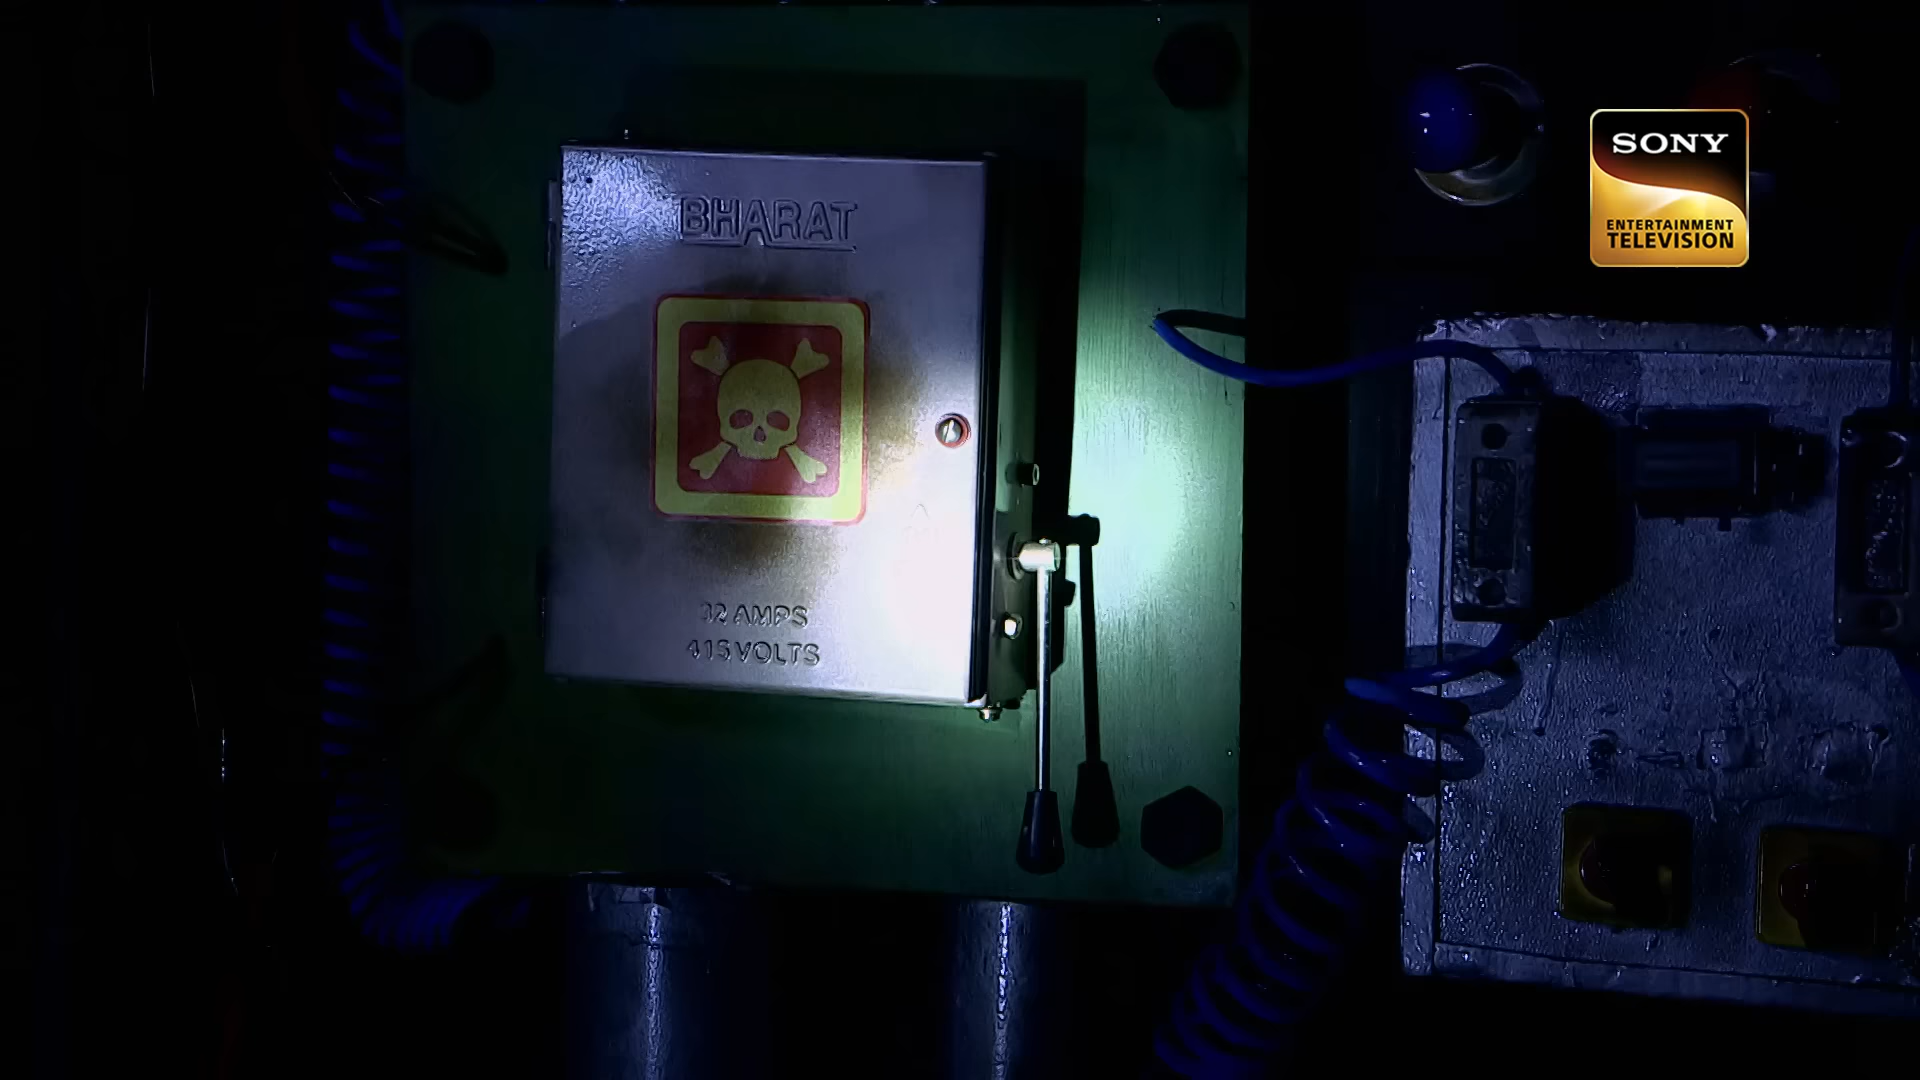 BHARAT
32 AMPS
415 VOLTS
SONY
ENTERTAINMENT
TELEVISION